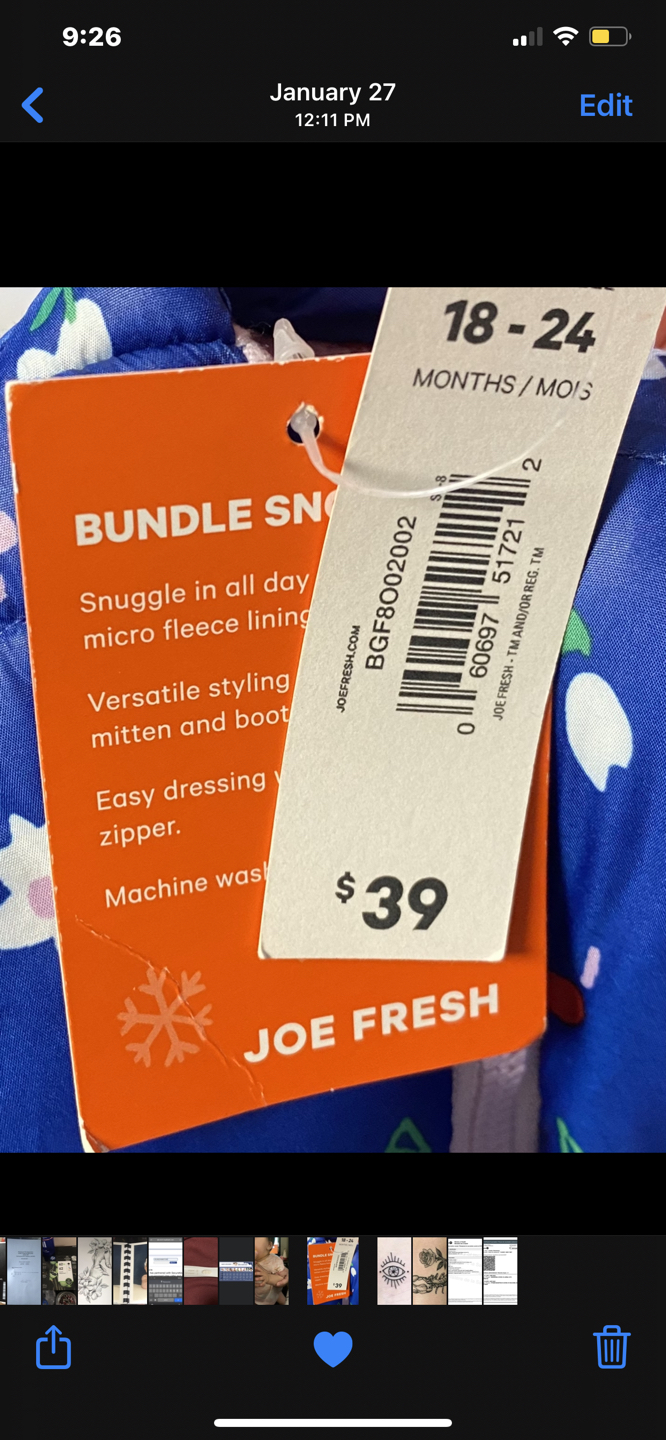 9:26
January 27
12:11 PM
Edit
18 - 24
MONTHS / MOIS
BUNDLE
Snuggle in all day
micro fleece lining
Versatile styling
mitten and boot
Easy dressing
zipper.
Machine
JOEFRESH.COM
BGF8O02002
0 60697 51721 2
JOE FRESH - TM AND/OR REG. TM
$39
JOE FRESH